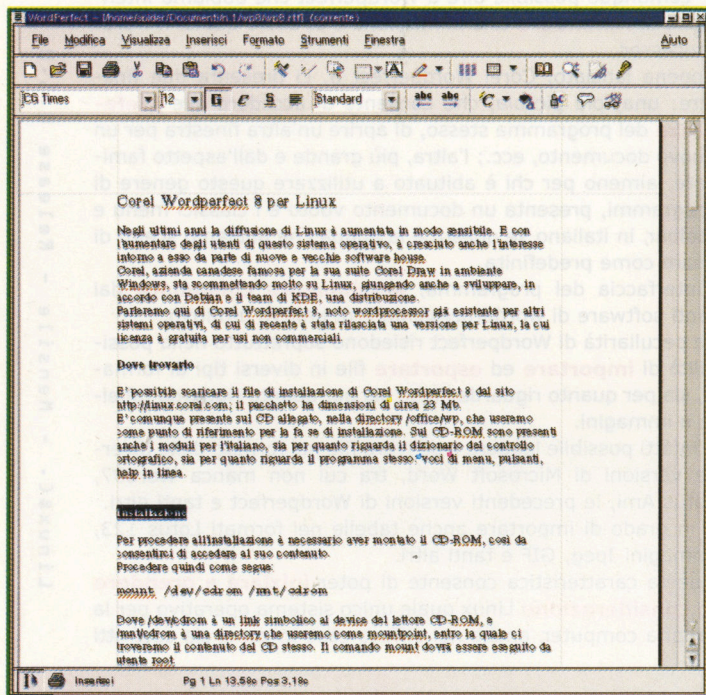 WordPerfect - [/home/spider/Documenti/n.1/wp8/wp8.rtf] (corrente)
File Modifica Visualizza Inserisci Formato Strumenti Finestra Aiuto
CG Times 12 G C S Standard abc abc
Corel Wordperfect 8 per Linux
Negli ultimi anni la diffusione di Linux è aumentata in modo sensibile. E con
l'aumentare degli utenti di questo sistema operativo, è cresciuto anche l'interesse
intorno a esso da parte di nuove e vecchie software house.
Corel, azienda canadese famosa per la sua suite Corel Draw in ambiente
Windows, sta scommettendo molto su Linux, giungendo anche a sviluppare, in
accordo con Debian e il team di KDE, una distribuzione.
Parleremo qui di Corel Wordperfect 8, noto wordprocessor già esistente per altri
sistemi operativi, di cui di recente è stata rilasciata una versione per Linux, la cui
licenza è gratuita per usi non commerciali.
Dove trovarlo
E' possibile scaricare il file di installazione di Corel Wordperfect 8 dal sito
http://linux.corel.com; il pacchetto ha dimensioni di circa 23 Mb.
E' comunque presente sul CD allegato, nella directory /office/wp, che useremo
come punto di riferimento per la fa se di installazione. Sul CD-ROM sono presenti
anche i moduli per l'italiano, sia per quanto riguarda il dizionario del controllo
ortografico, sia per quanto riguarda il programma stesso: voci di menu, pulsanti,
help in linea.
Installazione
Per procedere all'installazione è necessario aver montato il CD-ROM, così da
consentirvi di accedere al suo contenuto.
Procedere quindi come segue:
mount /dev/cdrom /mnt/cdrom
Dove /dev/cdrom è un link simbolico al device del lettore CD-ROM, e
/mnt/cdrom è una directory che useremo come mountpoint, entro la quale ci
troveremo il contenuto del CD stesso. Il comando mount dovrà essere eseguito da
utente root.
Inserisci Pg 1 Ln 13,58c Pos 3,18c